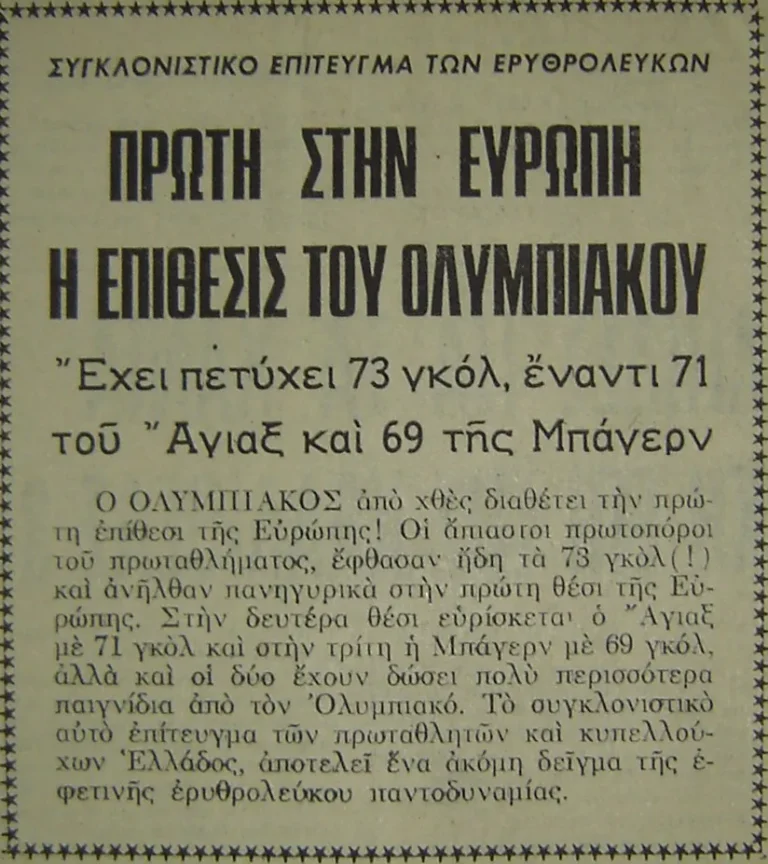 ΣΥΓΚΛΟΝΙΣΤΙΚΟ ΕΠΙΤΕΥΓΜΑ ΤΩΝ ΕΡΥΘΡΟΛΕΥΚΩΝ
ΠΡΩΤΗ ΣΤΗΝ ΕΥΡΩΠΗ
Η ΕΠΙΘΕΣΙΣ ΤΟΥ ΟΛΥΜΠΙΑΚΟΥ
Ἔχει πετύχει 73 γκόλ, ἔναντι 71
τοῦ Ἄγιαξ καὶ 69 τῆς Μπάγερν
Ο ΟΛΥΜΠΙΑΚΟΣ ἀπὸ χθὲς διαθέτει τὴν πρώ-
τη ἐπίθεσι τῆς Εὐρώπης! Οἱ ἄπιαστοι πρωτοπόροι
τοῦ πρωταθλήματος, ἔφθασαν ἤδη τὰ 73 γκὸλ(!)
καὶ ἀνῆλθαν πανηγυρικὰ στὴν πρώτη θέσι τῆς Εὐ-
ρώπης. Στὴν δευτέρα θέσι εὑρίσκεται ὁ Ἄγιαξ
μὲ 71 γκὸλ καὶ στὴν τρίτη ἡ Μπάγερν μὲ 69 γκὸλ,
ἀλλὰ καὶ οἱ δύο ἔχουν δώσει πολὺ περισσότερα
παιγνίδια ἀπὸ τὸν Ὀλυμπιακό. Τὸ συγκλονιστικὸ
αὐτὸ ἐπίτευγμα τῶν πρωταθλητῶν καὶ κυπελλού-
χων Ἑλλάδος, ἀποτελεῖ ἕνα ἀκόμη δεῖγμα τῆς ἐ-
φετινῆς ἐρυθρολεύκου παντοδυναμίας.